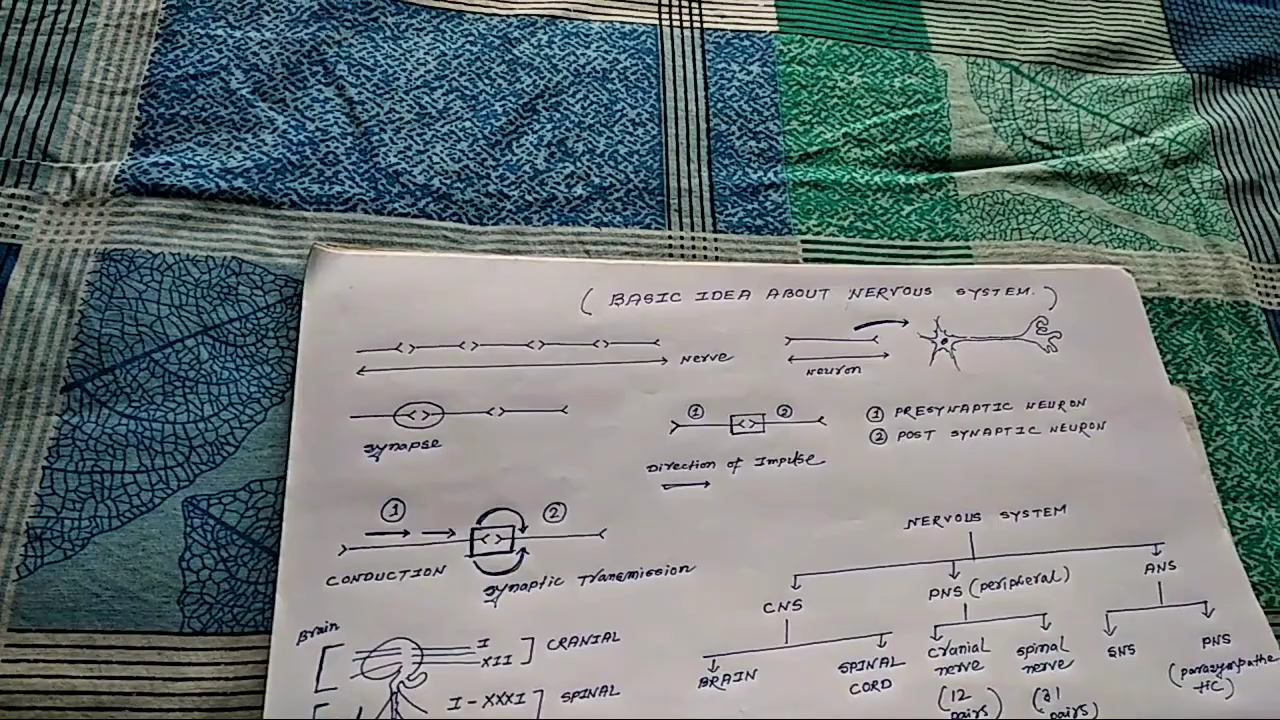 ( BASIC IDEA ABOUT NERVOUS SYSTEM. )
Nerve
Neuron
Synapse
① ②
Direction of Impulse
① PRESYNAPTIC NEURON
② POST SYNAPTIC NEURON
① ②
CONDUCTION
Synaptic Transmission
NERVOUS SYSTEM
CNS PNS (peripheral) ANS
BRAIN SPINAL CORD
cranial nerve (12 pairs)
spinal nerve (31 pairs)
SNS PNS (parasympathetic)
Brain
I
XII ] CRANIAL
I - XXXI ] SPINAL